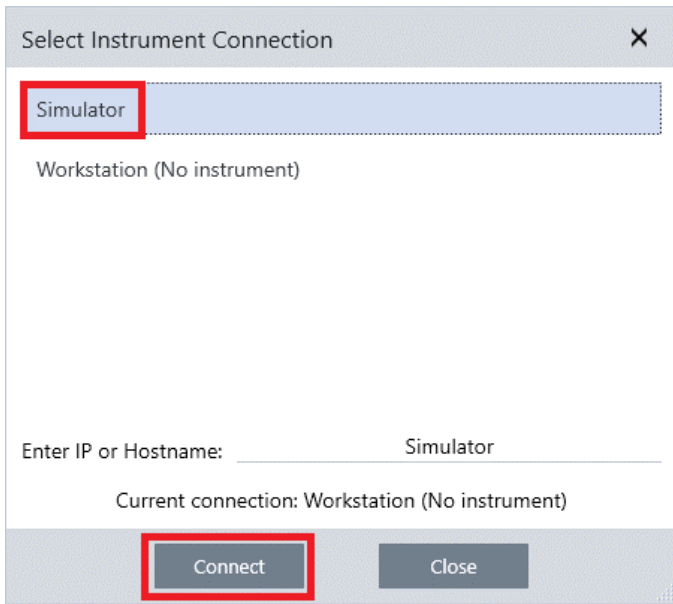 Select Instrument Connection
Simulator
Workstation (No instrument)
Enter IP or Hostname: Simulator
Current connection: Workstation (No instrument)
Connect Close